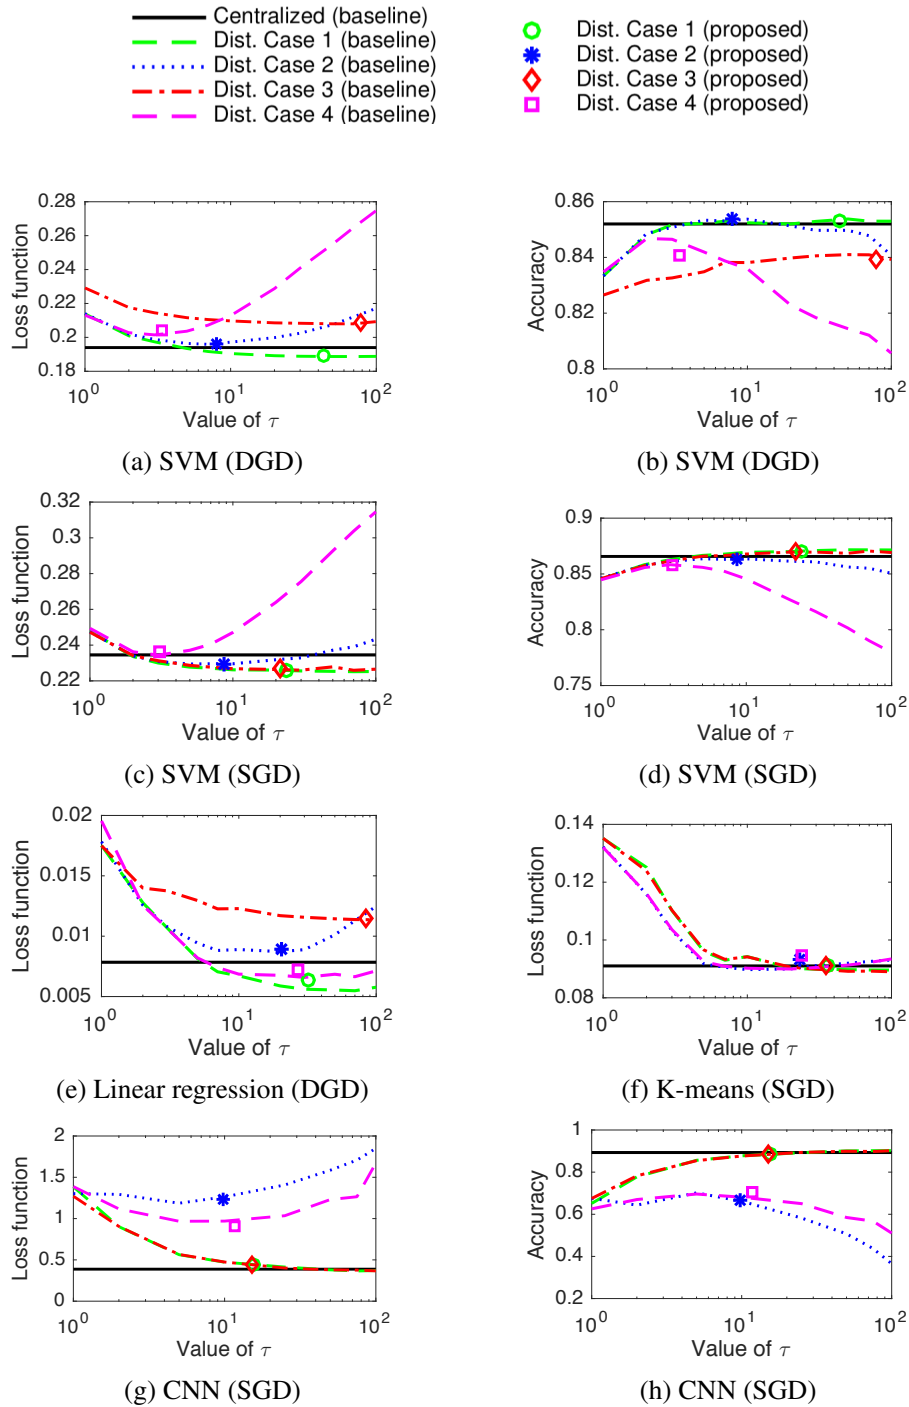 Centralized (baseline)
Dist. Case 1 (baseline)
Dist. Case 2 (baseline)
Dist. Case 3 (baseline)
Dist. Case 4 (baseline)
Dist. Case 1 (proposed)
Dist. Case 2 (proposed)
Dist. Case 3 (proposed)
Dist. Case 4 (proposed)
Loss function
0.28
0.26
0.24
0.22
0.2
0.18
10^0 10^1 10^2
Value of τ
(a) SVM (DGD)
Accuracy
0.86
0.84
0.82
0.8
10^0 10^1 10^2
Value of τ
(b) SVM (DGD)
Loss function
0.32
0.3
0.28
0.26
0.24
0.22
10^0 10^1 10^2
Value of τ
(c) SVM (SGD)
Accuracy
0.9
0.85
0.8
0.75
10^0 10^1 10^2
Value of τ
(d) SVM (SGD)
Loss function
0.02
0.015
0.01
0.005
10^0 10^1 10^2
Value of τ
(e) Linear regression (DGD)
Loss function
0.14
0.12
0.1
0.08
10^0 10^1 10^2
Value of τ
(f) K-means (SGD)
Loss function
2
1.5
1
0.5
0
10^0 10^1 10^2
Value of τ
(g) CNN (SGD)
Accuracy
1
0.8
0.6
0.4
0.2
10^0 10^1 10^2
Value of τ
(h) CNN (SGD)